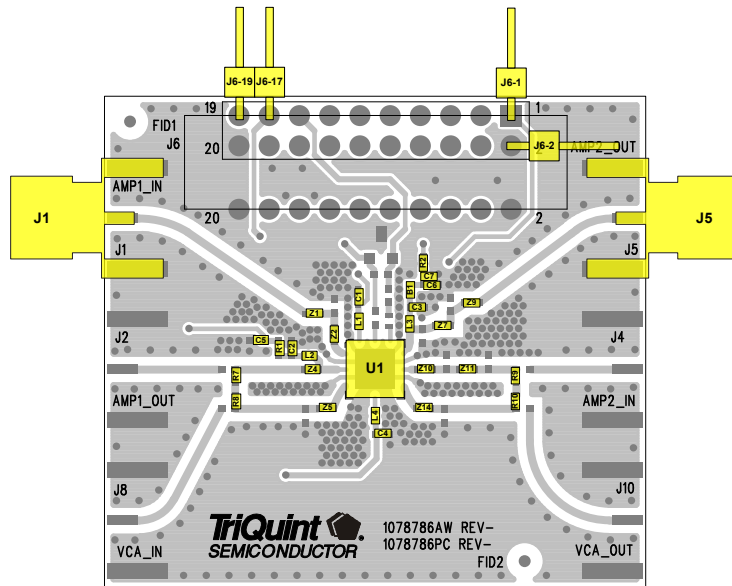 J6-19
J6-17
J6-1
19
1
FID1
J6
20
J6-2
AMP2_OUT
AMP1_IN
J1
J5
20
2
J1
J5
R2
C7
C6
B1
C1
Z9
C3
Z1
L1
L3
Z7
J2
J4
Z2
C5
R1
C2
L2
U1
Z4
Z10
Z11
R7
R9
AMP1_OUT
AMP2_IN
R8
Z5
Z14
R10
L4
C4
J8
J10
TriQuint
SEMICONDUCTOR
1078786AW REV-
1078786PC REV-
VCA_IN
VCA_OUT
FID2